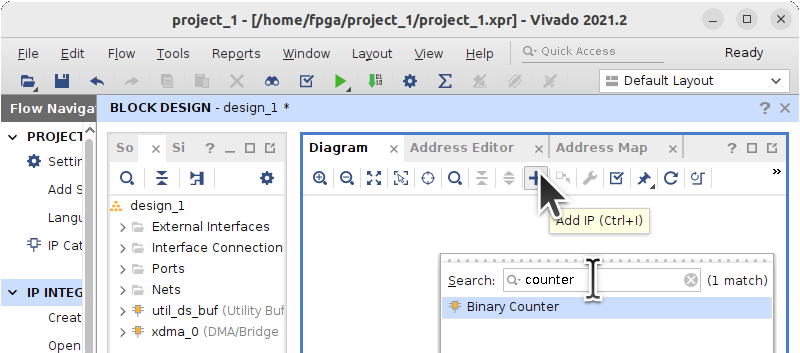 project_1 - [/home/fpga/project_1/project_1.xpr] - Vivado 2021.2
File Edit Flow Tools Reports Window Layout View Help Quick Access Ready
Default Layout
Flow Navigat BLOCK DESIGN - design_1 * ?
PROJECT
Settin
Add S
Langu
IP Cat
IP INTEG
Create
Open
So Si ?
design_1
External Interfaces
Interface Connection
Ports
Nets
util_ds_buf (Utility Buf
xdma_0 (DMA/Bridge
Diagram Address Editor Address Map ?
Add IP (Ctrl+I)
Search: counter (1 match)
Binary Counter